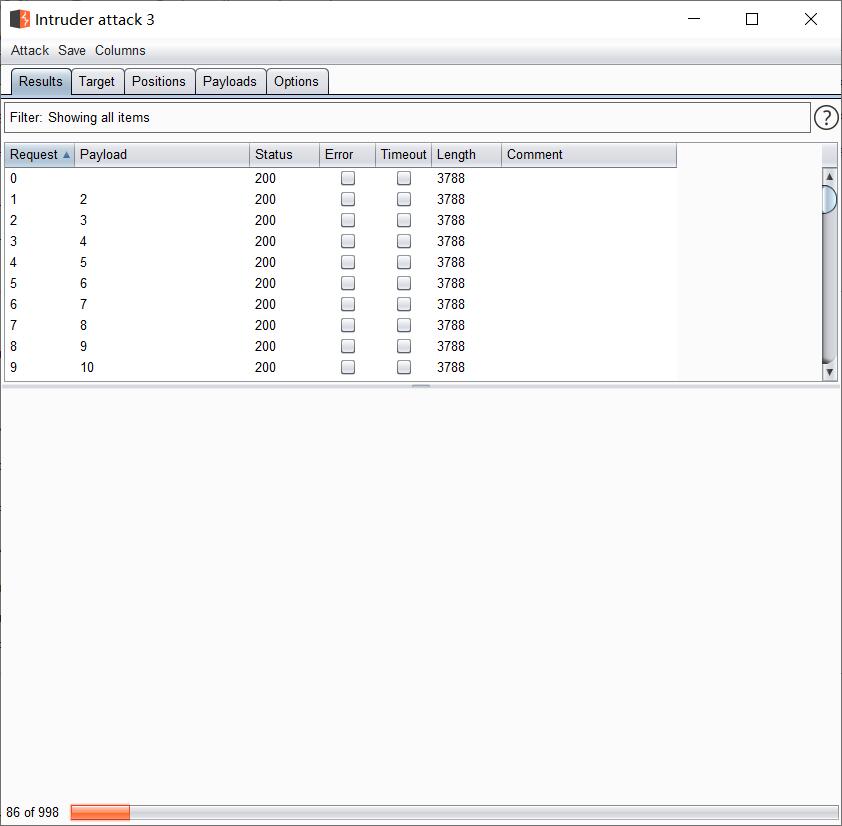 Intruder attack 3
Attack Save Columns
Results Target Positions Payloads Options
Filter: Showing all items ?
Request Payload Status Error Timeout Length Comment
0 200 3788
1 2 200 3788
2 3 200 3788
3 4 200 3788
4 5 200 3788
5 6 200 3788
6 7 200 3788
7 8 200 3788
8 9 200 3788
9 10 200 3788
86 of 998